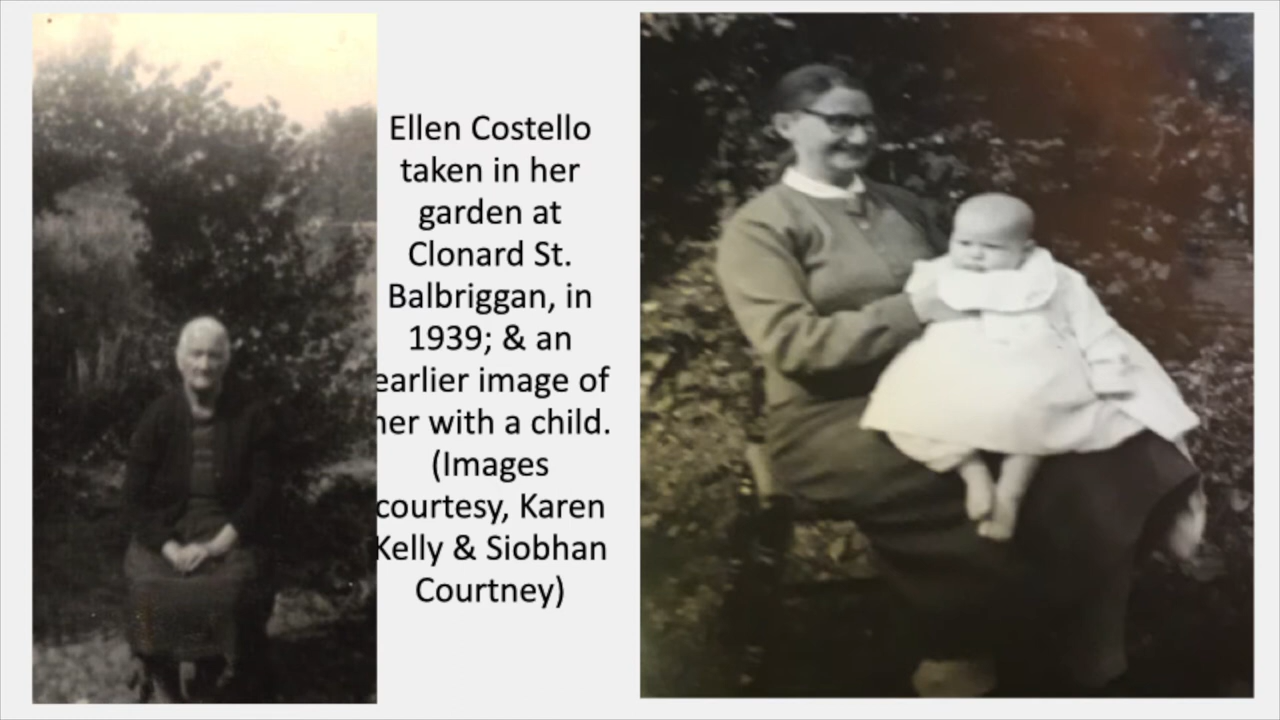 Ellen Costello
taken in her
garden at
Clonard St.
Balbriggan, in
1939; & an
earlier image of
her with a child.
(Images
courtesy, Karen
Kelly & Siobhan
Courtney)